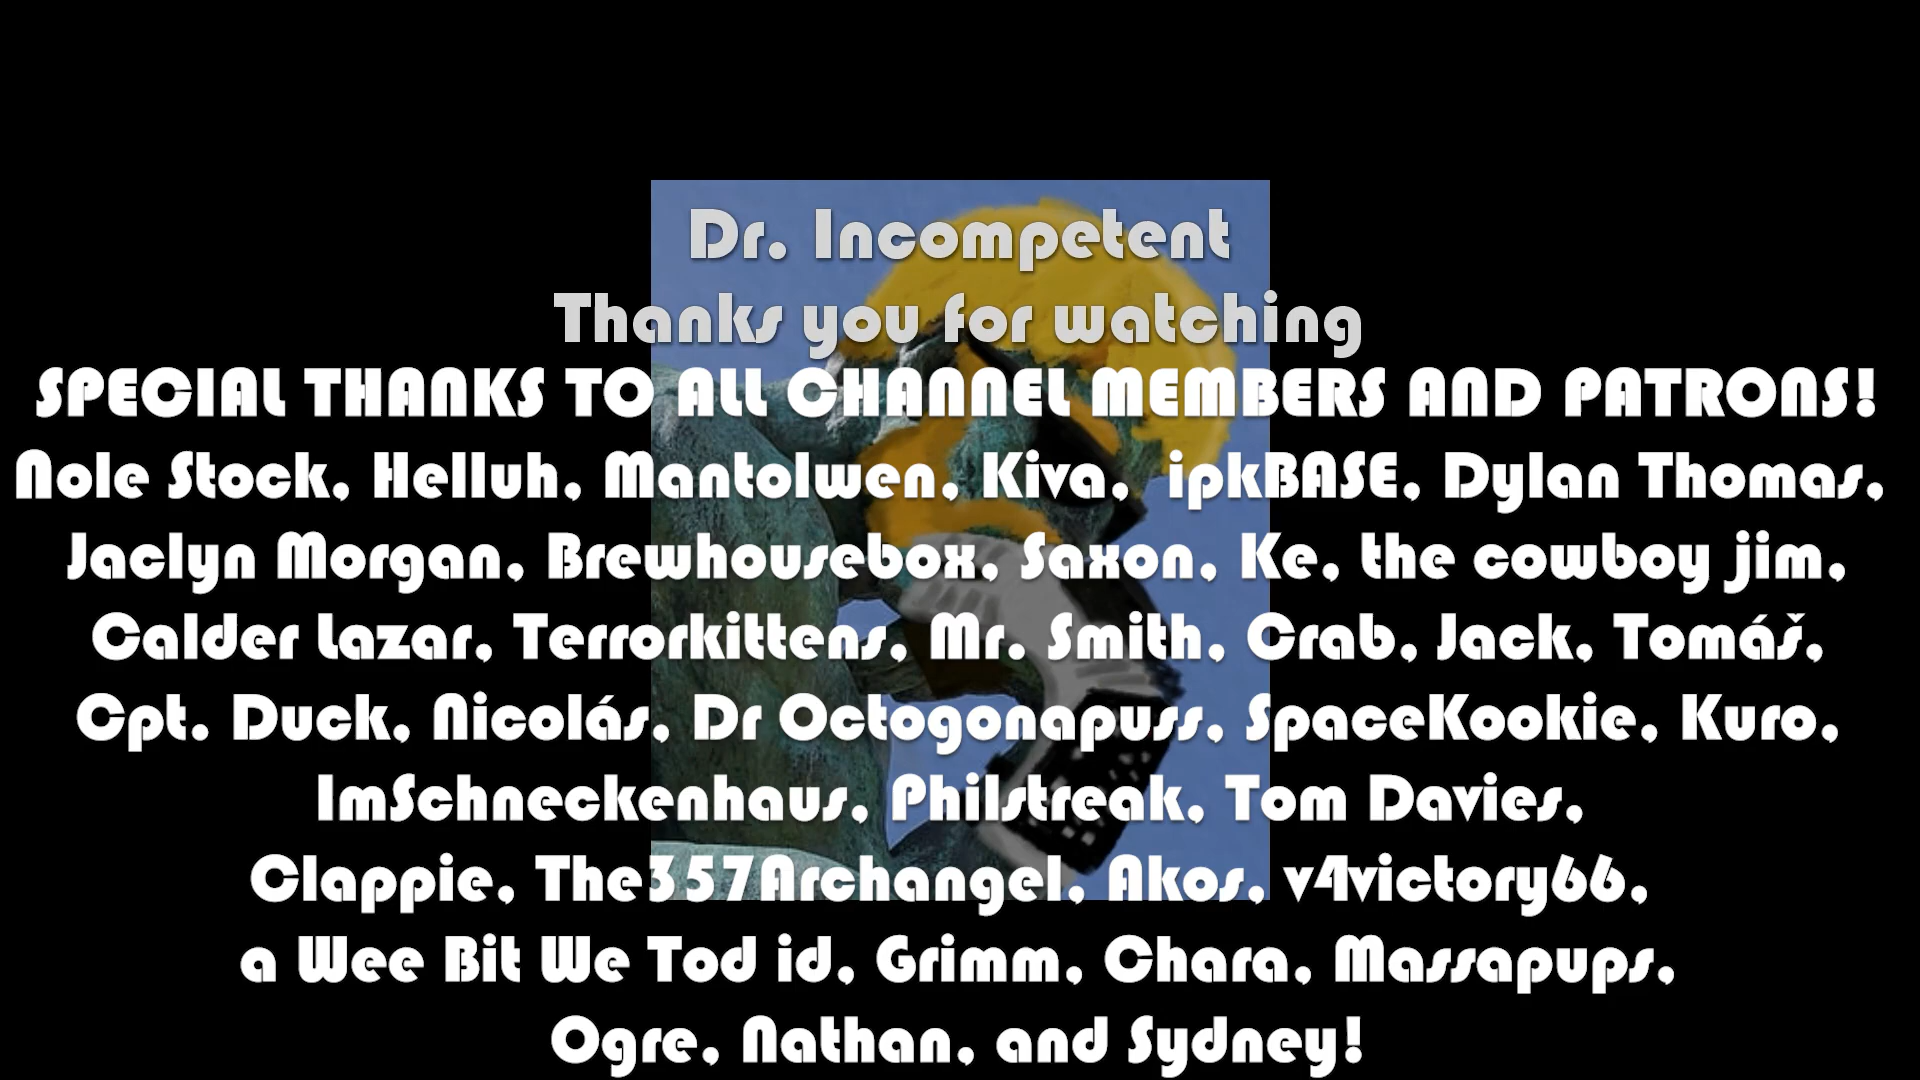 Dr. Incompetent
Thanks you for watching
SPECIAL THANKS TO ALL CHANNEL MEMBERS AND PATRONS!
Nole Stock, Helluh, Mantolwen, Kiva, ipkBASE, Dylan Thomas,
Jaclyn Morgan, Brewhousebox, Saxon, Ke, the cowboy jim,
Calder Lazar, Terrorkittens, Mr. Smith, Crab, Jack, Tomáš,
Cpt. Duck, Nicolás, Dr Octogonapuss, SpaceKookie, Kuro,
ImSchneckenhaus, Philstreak, Tom Davies,
Clappie, The357Archangel, Akos, v4victory66,
a Wee Bit We Tod id, Grimm, Chara, Massapups,
Ogre, Nathan, and Sydney!